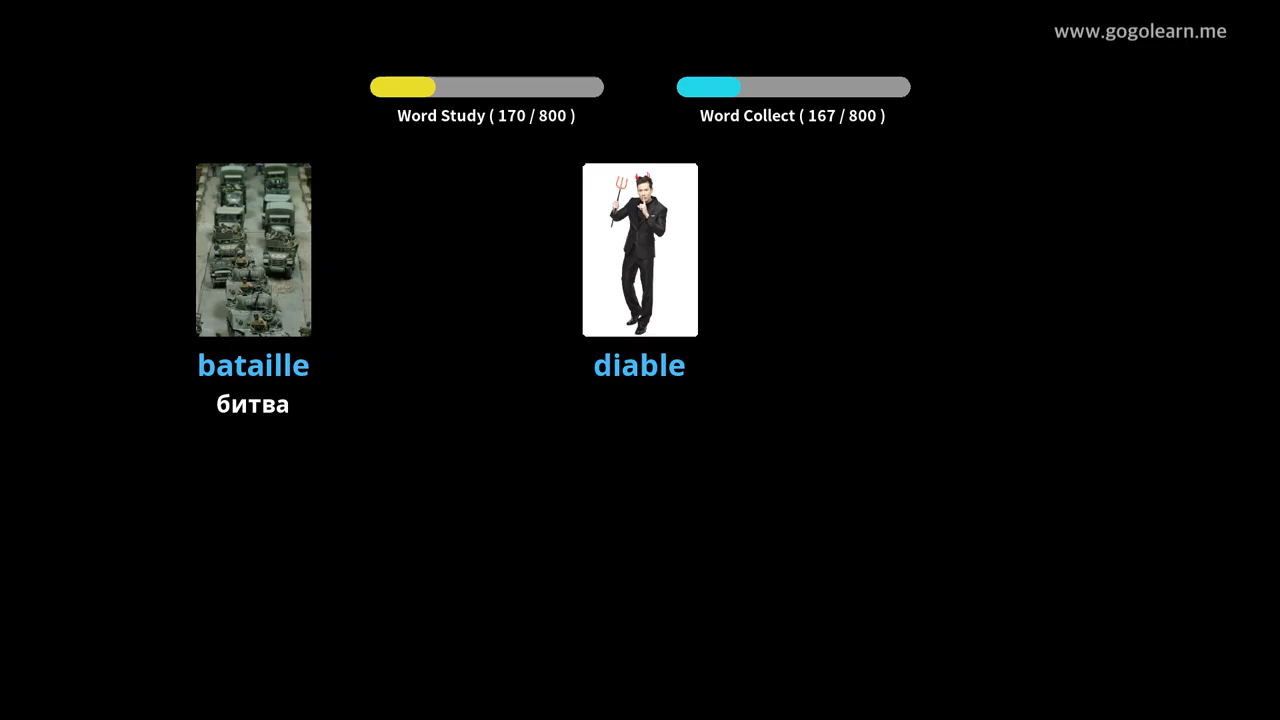 www.gogolearn.me
Word Study ( 170 / 800 )
Word Collect ( 167 / 800 )
bataille
diable
битва